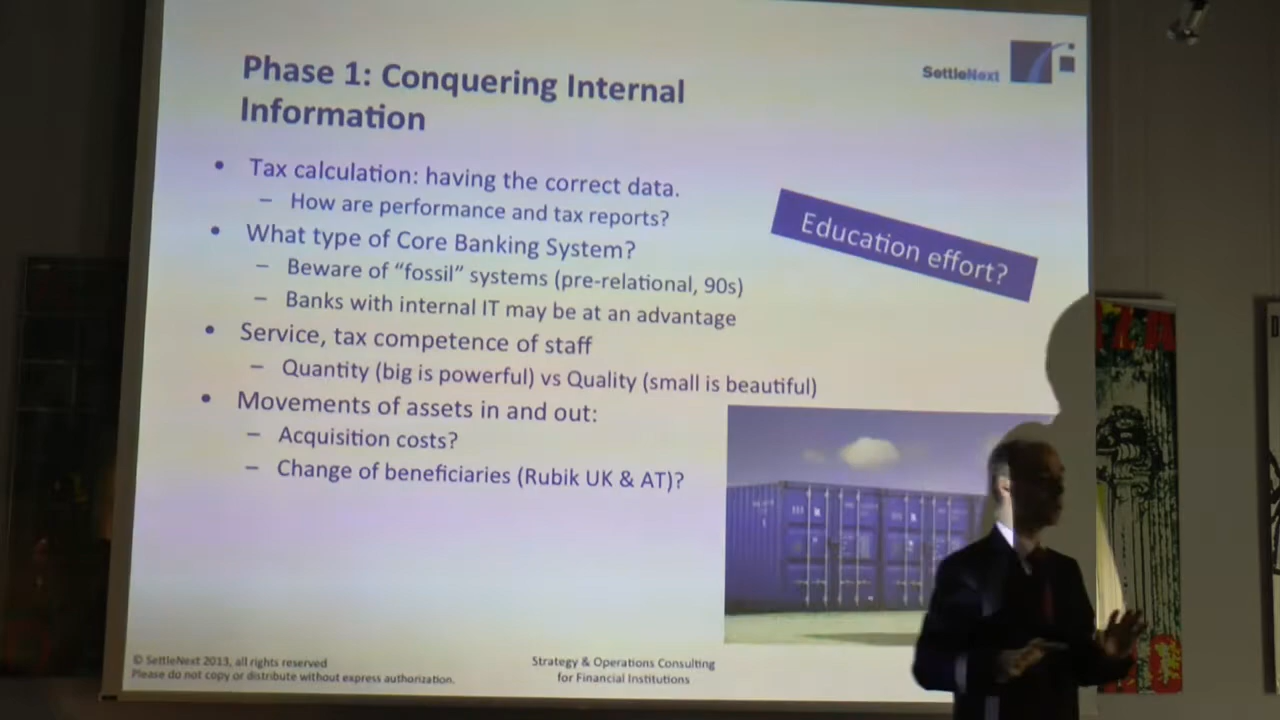 Phase 1: Conquering Internal
Information
SettleNext
• Tax calculation: having the correct data.
– How are performance and tax reports?
• What type of Core Banking System?
– Beware of “fossil” systems (pre-relational, 90s)
– Banks with internal IT may be at an advantage
• Service, tax competence of staff
– Quantity (big is powerful) vs Quality (small is beautiful)
• Movements of assets in and out:
– Acquisition costs?
– Change of beneficiaries (Rubik UK & AT)?
Education effort?
© SettleNext 2013, all rights reserved
Please do not copy or distribute without express authorization.
Strategy & Operations Consulting
for Financial Institutions